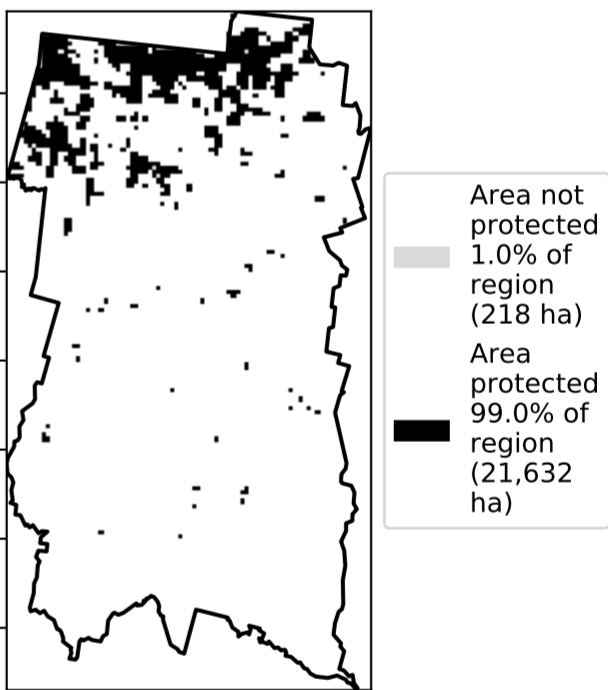 Area not
protected
1.0% of
region
(218 ha)
Area
protected
99.0% of
region
(21,632
ha)